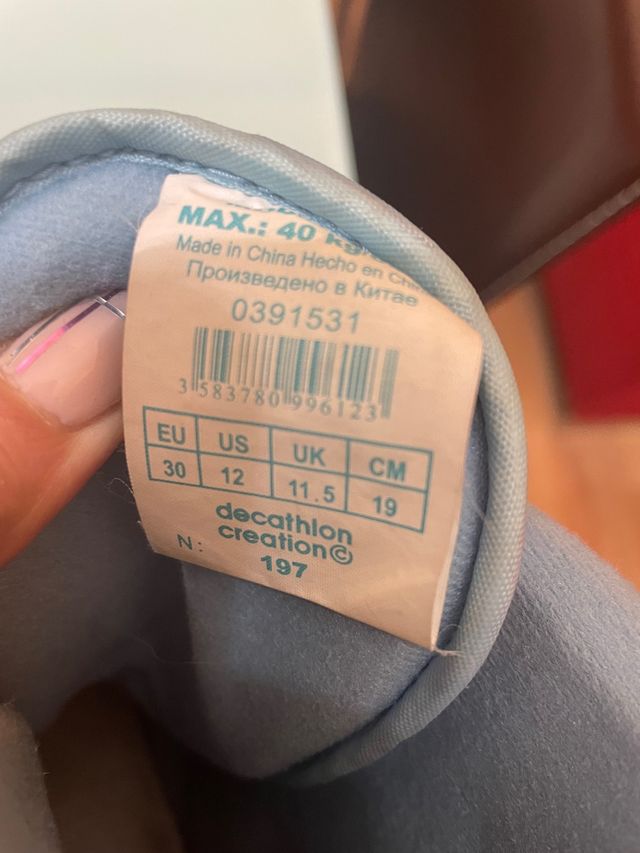 MAX.: 40 kg
Made in China Hecho en
Произведено в Китае
0391531
3 583780 996123
EU US UK CM
30 12 11.5 19
decathlon
creation©
N: 197